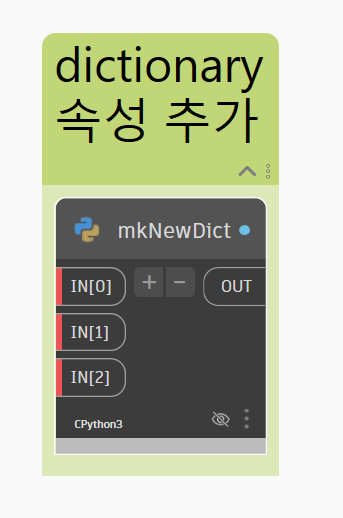 dictionary
속성 추가
mkNewDict
IN[0] + - OUT
IN[1]
IN[2]
CPython3